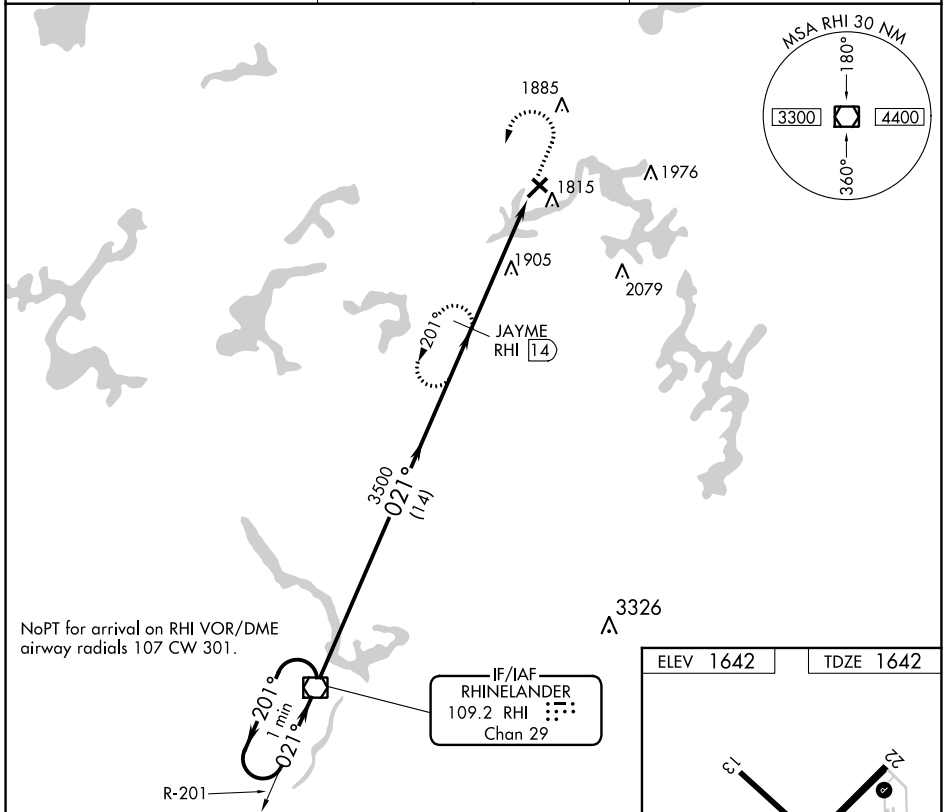 MSA RHI 30 NM
180°
3300
4400
360°
1885
1976
1815
1905
2079
201°
JAYME
RHI 14
3500
021°
(14)
3326
NoPT for arrival on RHI VOR/DME
airway radials 107 CW 301.
IF/IAF
RHINELANDER
109.2 RHI
Chan 29
201°
1 min
021°
R-201
ELEV 1642
TDZE 1642
13
22
P